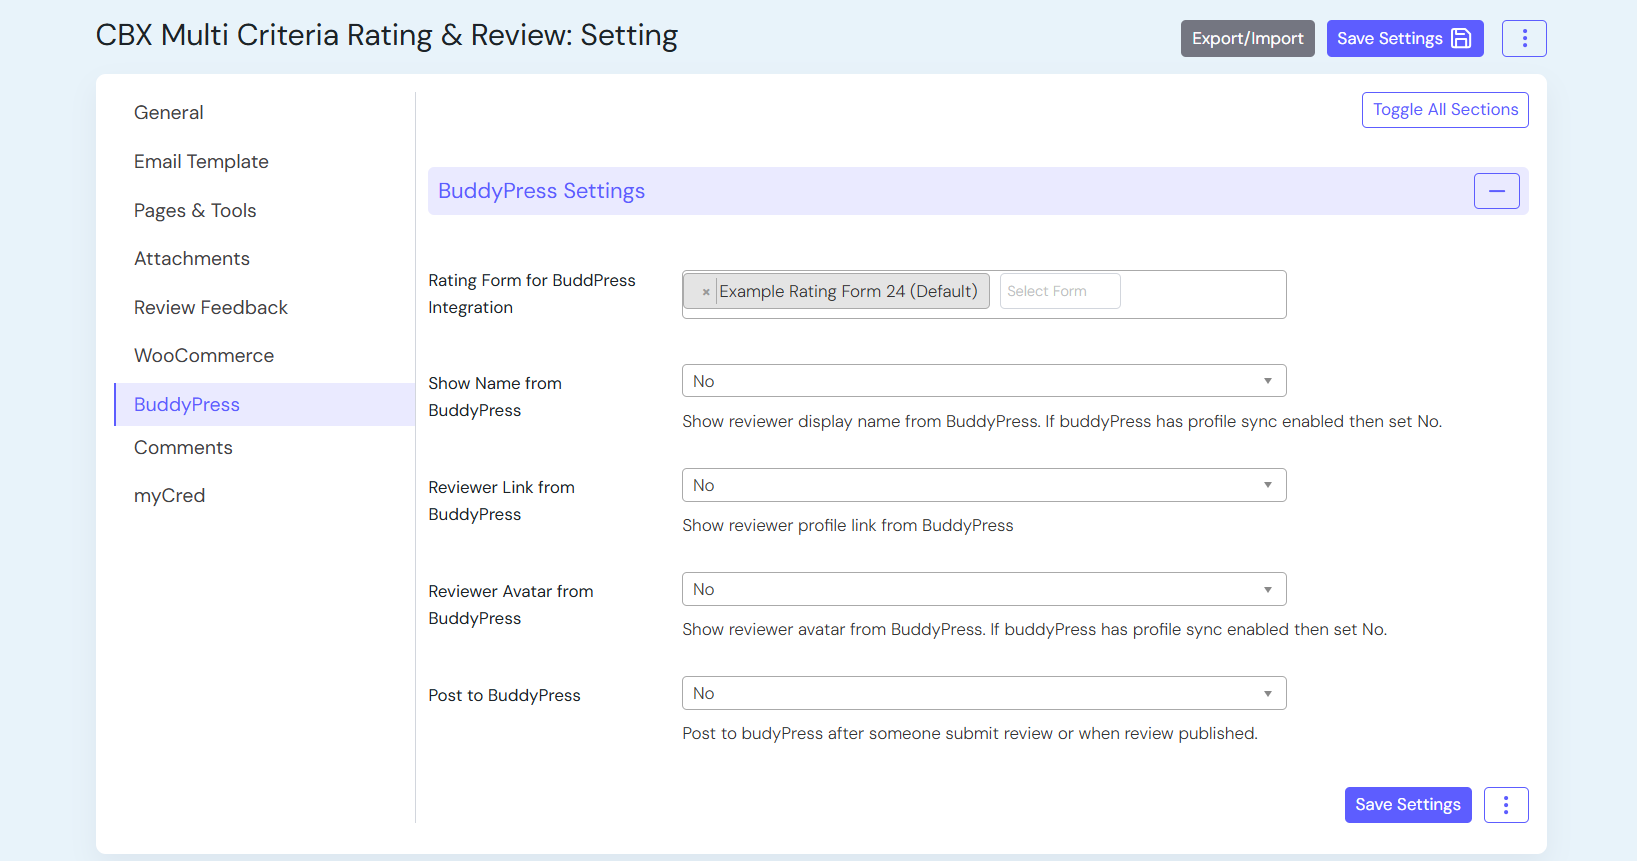 CBX Multi Criteria Rating & Review: Setting
Export/Import
Save Settings
General
Email Template
Pages & Tools
Attachments
Review Feedback
WooCommerce
BuddyPress
Comments
myCred
Toggle All Sections
BuddyPress Settings
Rating Form for BuddPress
Integration
× Example Rating Form 24 (Default)
Select Form
Show Name from
BuddyPress
No
Show reviewer display name from BuddyPress. If buddyPress has profile sync enabled then set No.
Reviewer Link from
BuddyPress
No
Show reviewer profile link from BuddyPress
Reviewer Avatar from
BuddyPress
No
Show reviewer avatar from BuddyPress. If buddyPress has profile sync enabled then set No.
Post to BuddyPress
No
Post to budyPress after someone submit review or when review published.
Save Settings